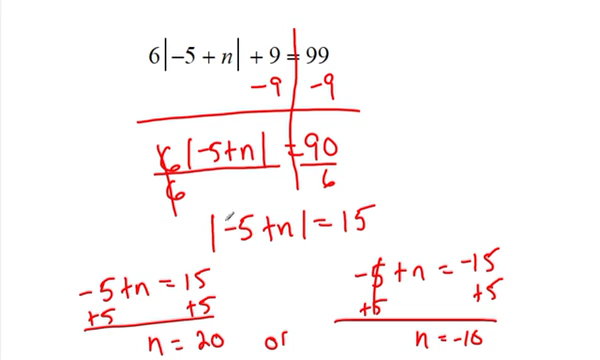 6|−5 + n| + 9 = 99
−9 −9
6|-5+n| = 90
6 6
|-5+n| = 15
-5+n = 15 -5+n = -15
+5 +5 +5 +5
n = 20 or n = -10